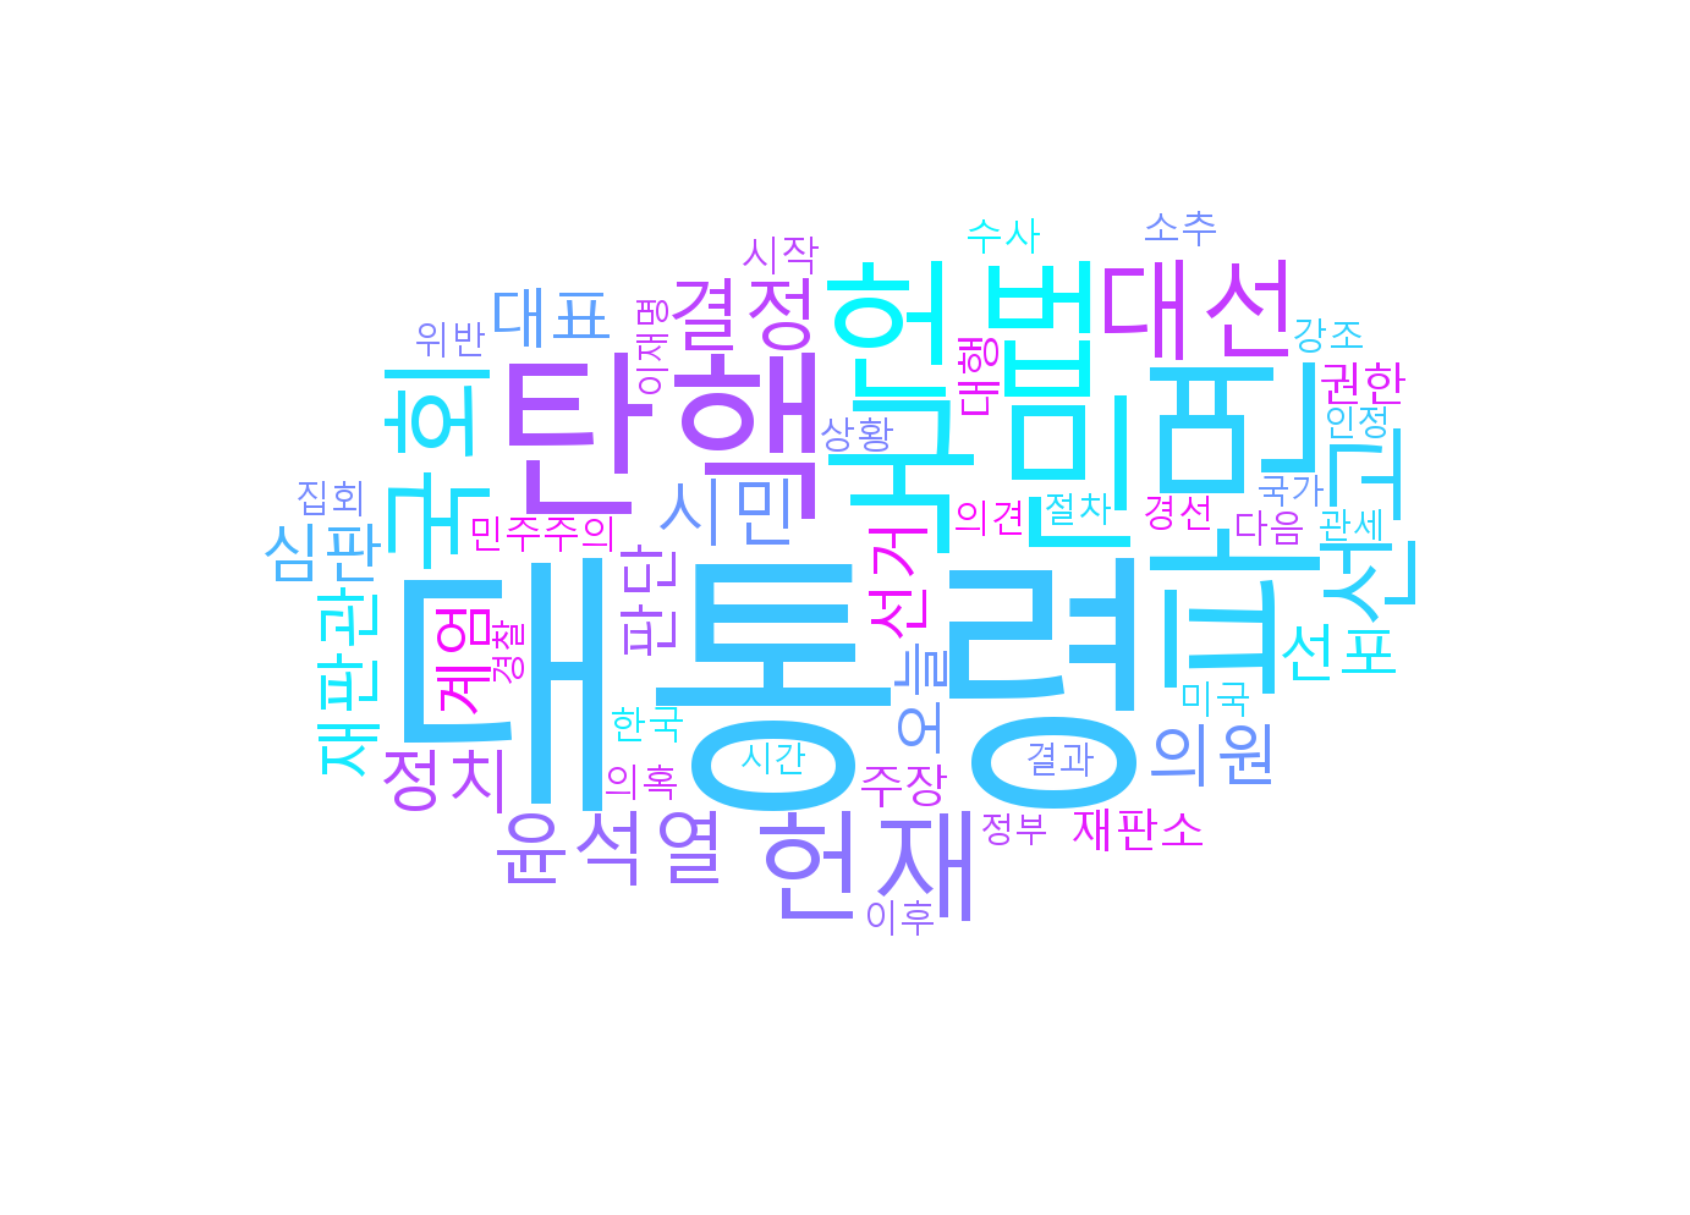 수사
소추
시작
대표
이재명
결정
헌법
대선
위반
대행
강조
국회
탄핵
상황
국민
파면
권한
인정
선고
집회
시민
의견
절차
경선
국가
다음
관세
심판
민주주의
판단
선거
재판관
대통령
계엄
경찰
오늘
선포
한국
미국
정치
의혹
시간
주장
결과
의원
윤석열
헌재
정부
재판소
이후